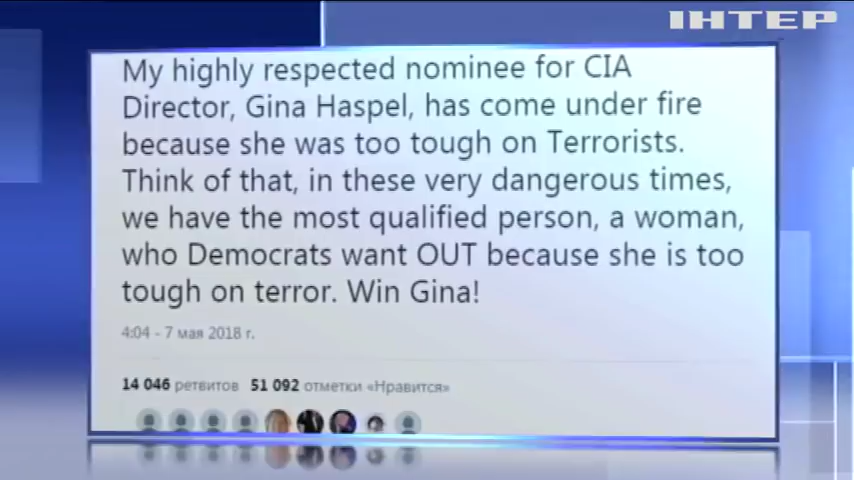 ІНТЕР
My highly respected nominee for CIA
Director, Gina Haspel, has come under fire
because she was too tough on Terrorists.
Think of that, in these very dangerous times,
we have the most qualified person, a woman,
who Democrats want OUT because she is too
tough on terror. Win Gina!
4:04 - 7 мая 2018 г.
14 046 ретвитов 51 092 отметки «Нравится»